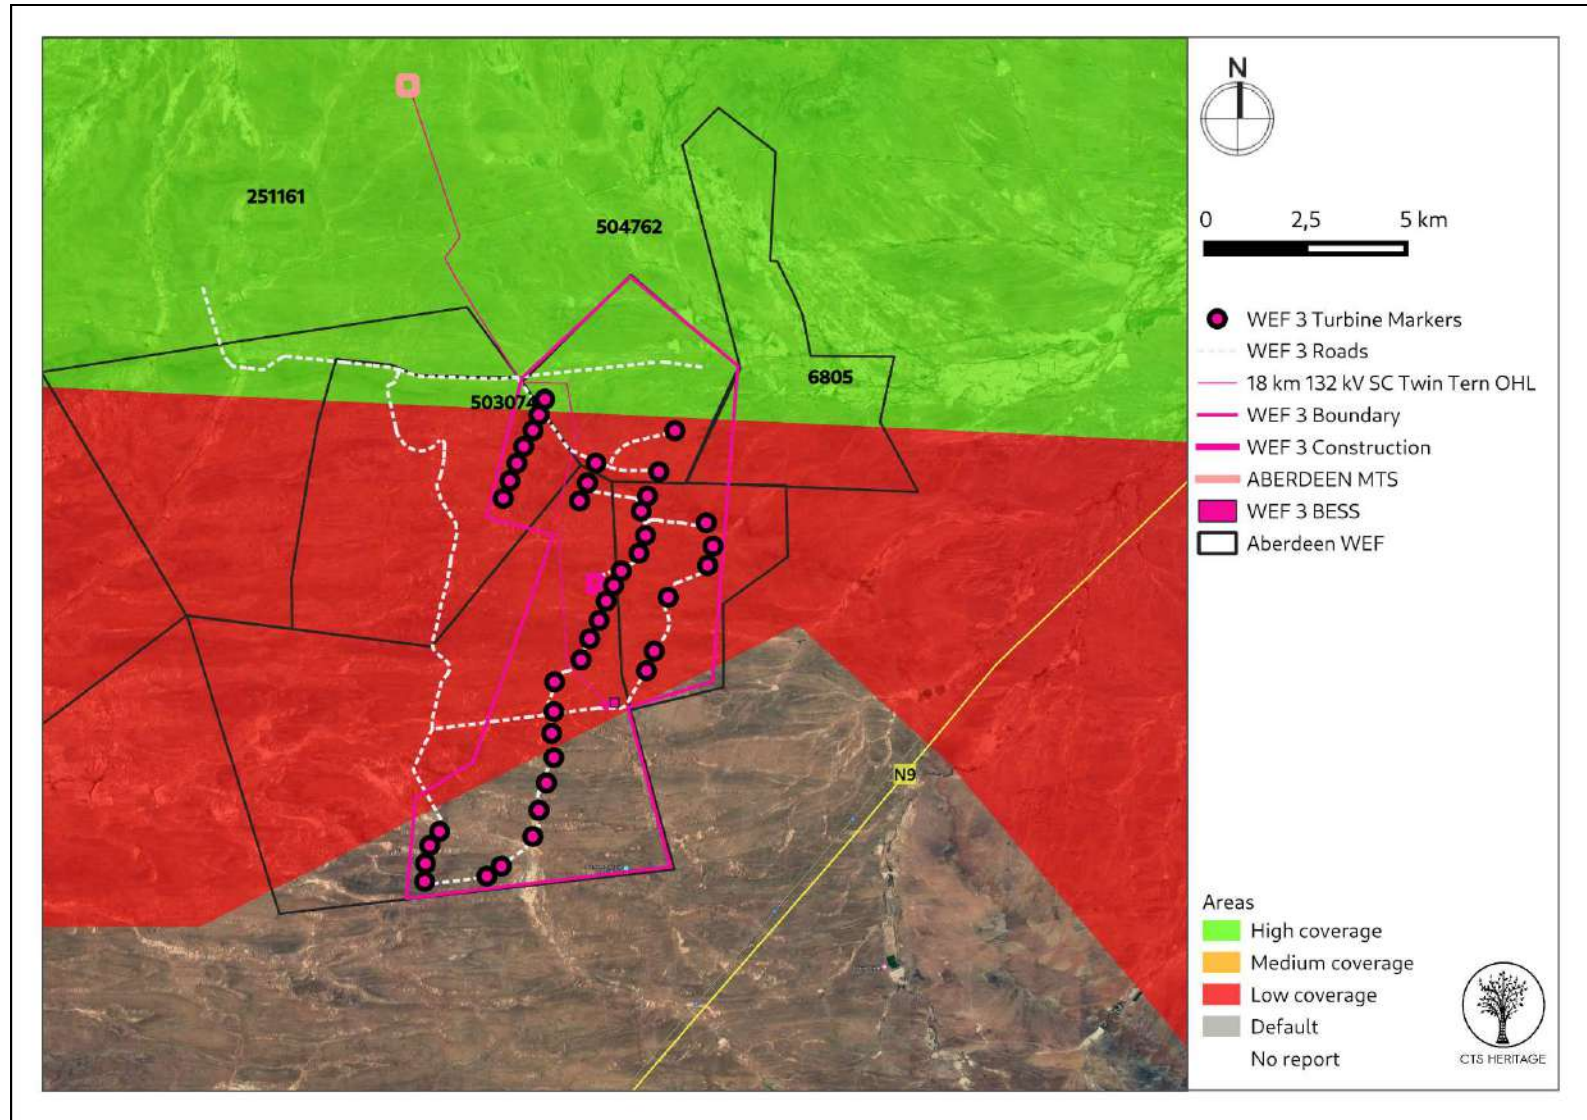 251161
504762
6805
503074
N9
N
0 2,5 5 km
WEF 3 Turbine Markers
WEF 3 Roads
18 km 132 kV SC Twin Tern OHL
WEF 3 Boundary
WEF 3 Construction
ABERDEEN MTS
WEF 3 BESS
Aberdeen WEF
Areas
High coverage
Medium coverage
Low coverage
Default
No report
CTS HERITAGE